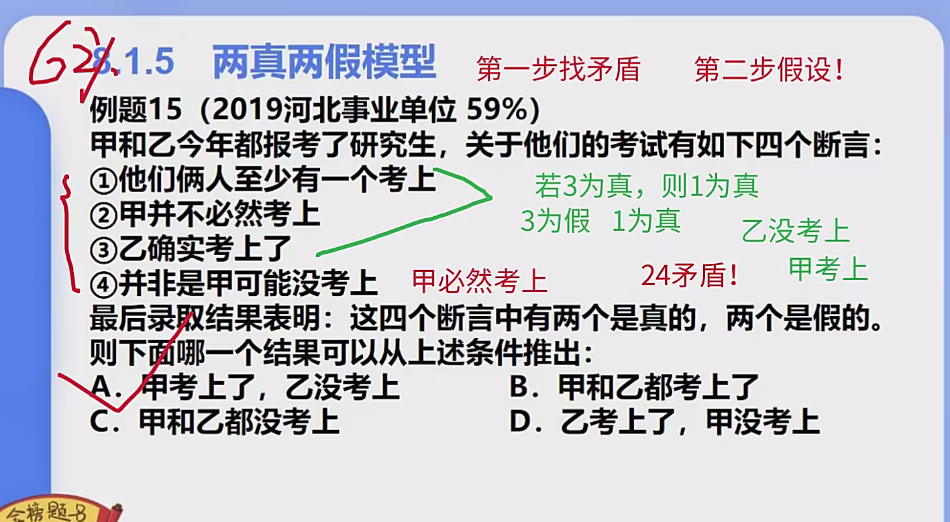 62%
8.1.5 两真两假模型 第一步找矛盾 第二步假设！
例题15（2019河北事业单位 59%）
甲和乙今年都报考了研究生，关于他们的考试有如下四个断言：
①他们俩人至少有一个考上 若3为真，则1为真
②甲并不必然考上 3为假 1为真 乙没考上
③乙确实考上了
④并非是甲可能没考上 甲必然考上 24矛盾！ 甲考上
最后录取结果表明：这四个断言中有两个是真的，两个是假的。
则下面哪一个结果可以从上述条件推出：
A．甲考上了，乙没考上 B．甲和乙都考上了
C．甲和乙都没考上 D．乙考上了，甲没考上
金榜题